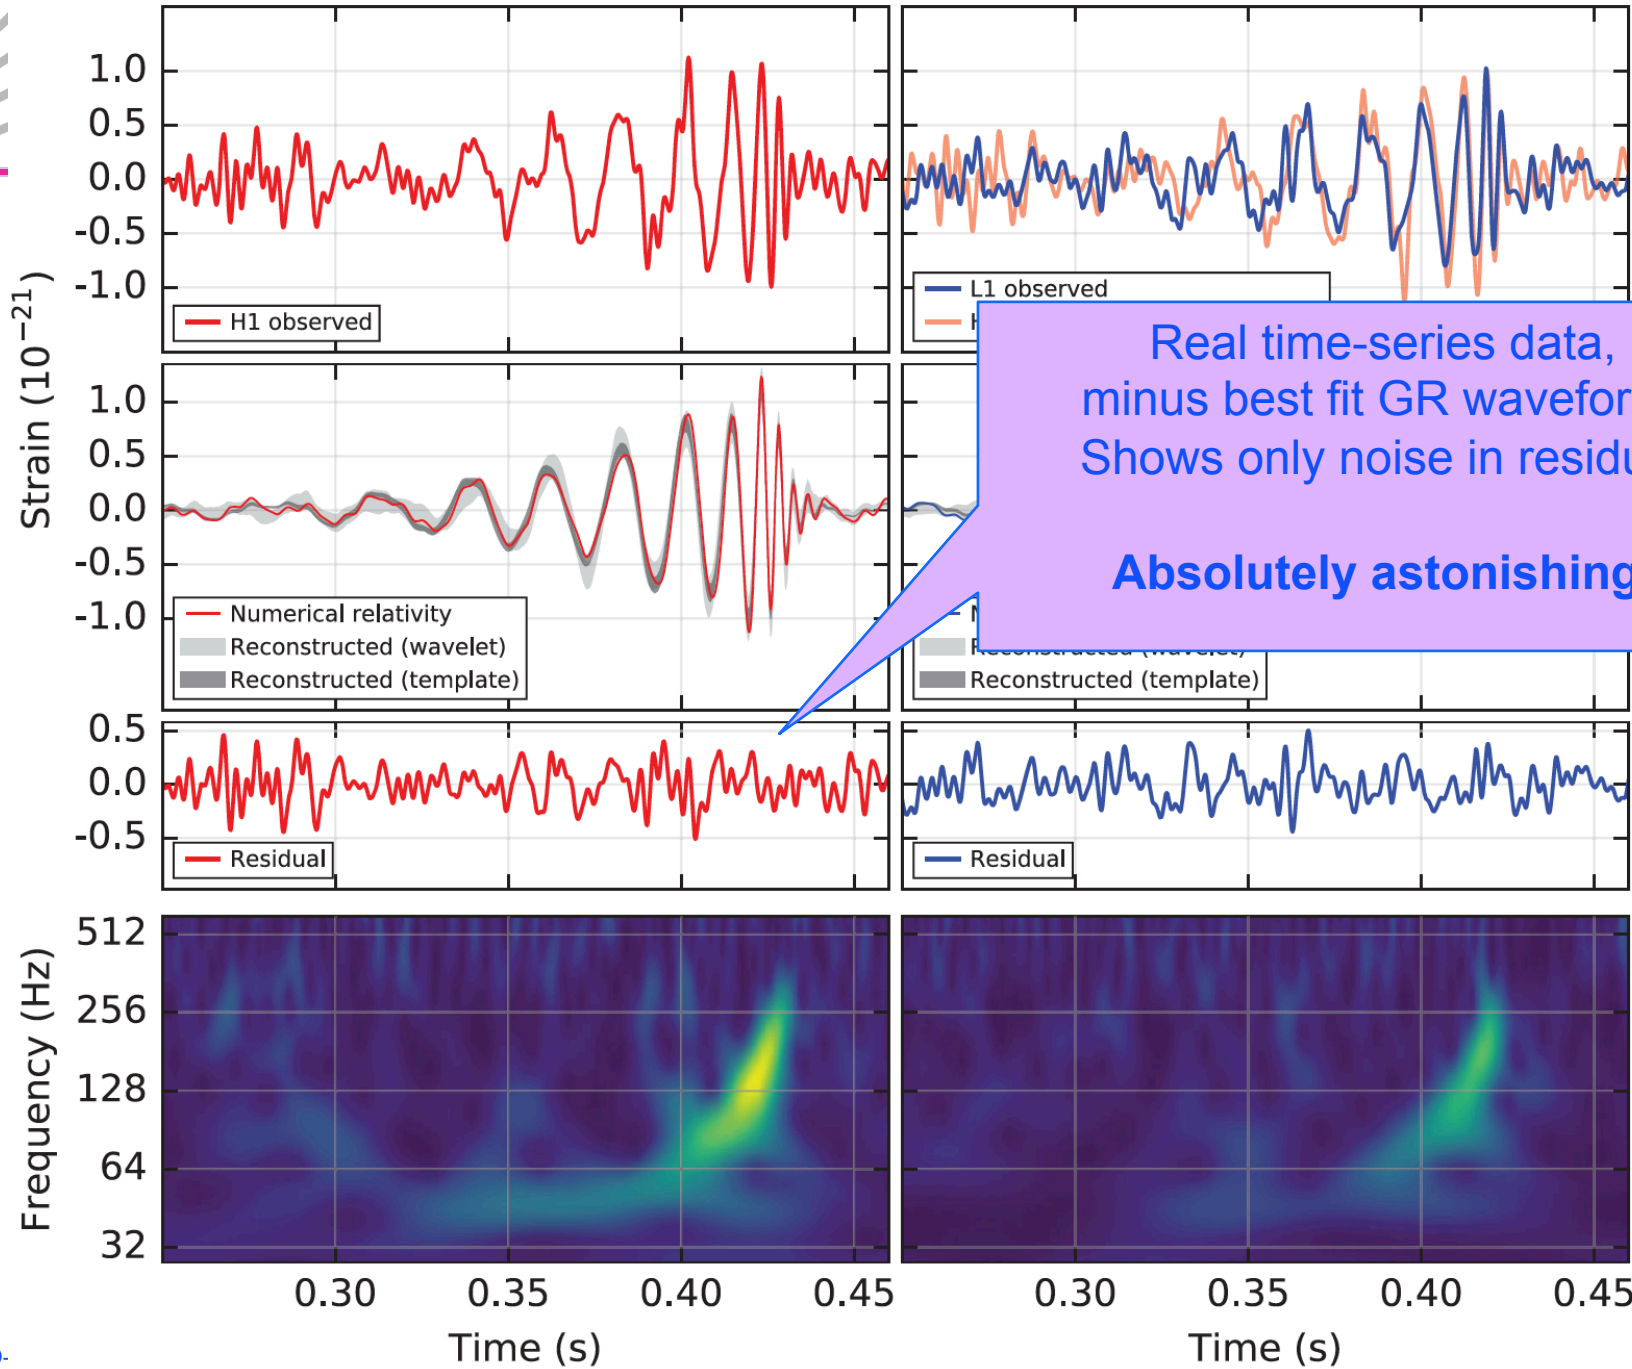 Strain (10⁻²¹)
1.0
0.5
0.0
-0.5
-1.0
H1 observed
L1 observed
1.0
0.5
0.0
-0.5
-1.0
Numerical relativity
Reconstructed (wavelet)
Reconstructed (template)
Real time-series data,
minus best fit GR
Shows only noise in
Absolutely astonishing
Reconstructed (template)
0.5
0.0
-0.5
Residual
Residual
Frequency (Hz)
512
256
128
64
32
0.30 0.35 0.40 0.45
0.30 0.35 0.40 0.45
Time (s)
Time (s)